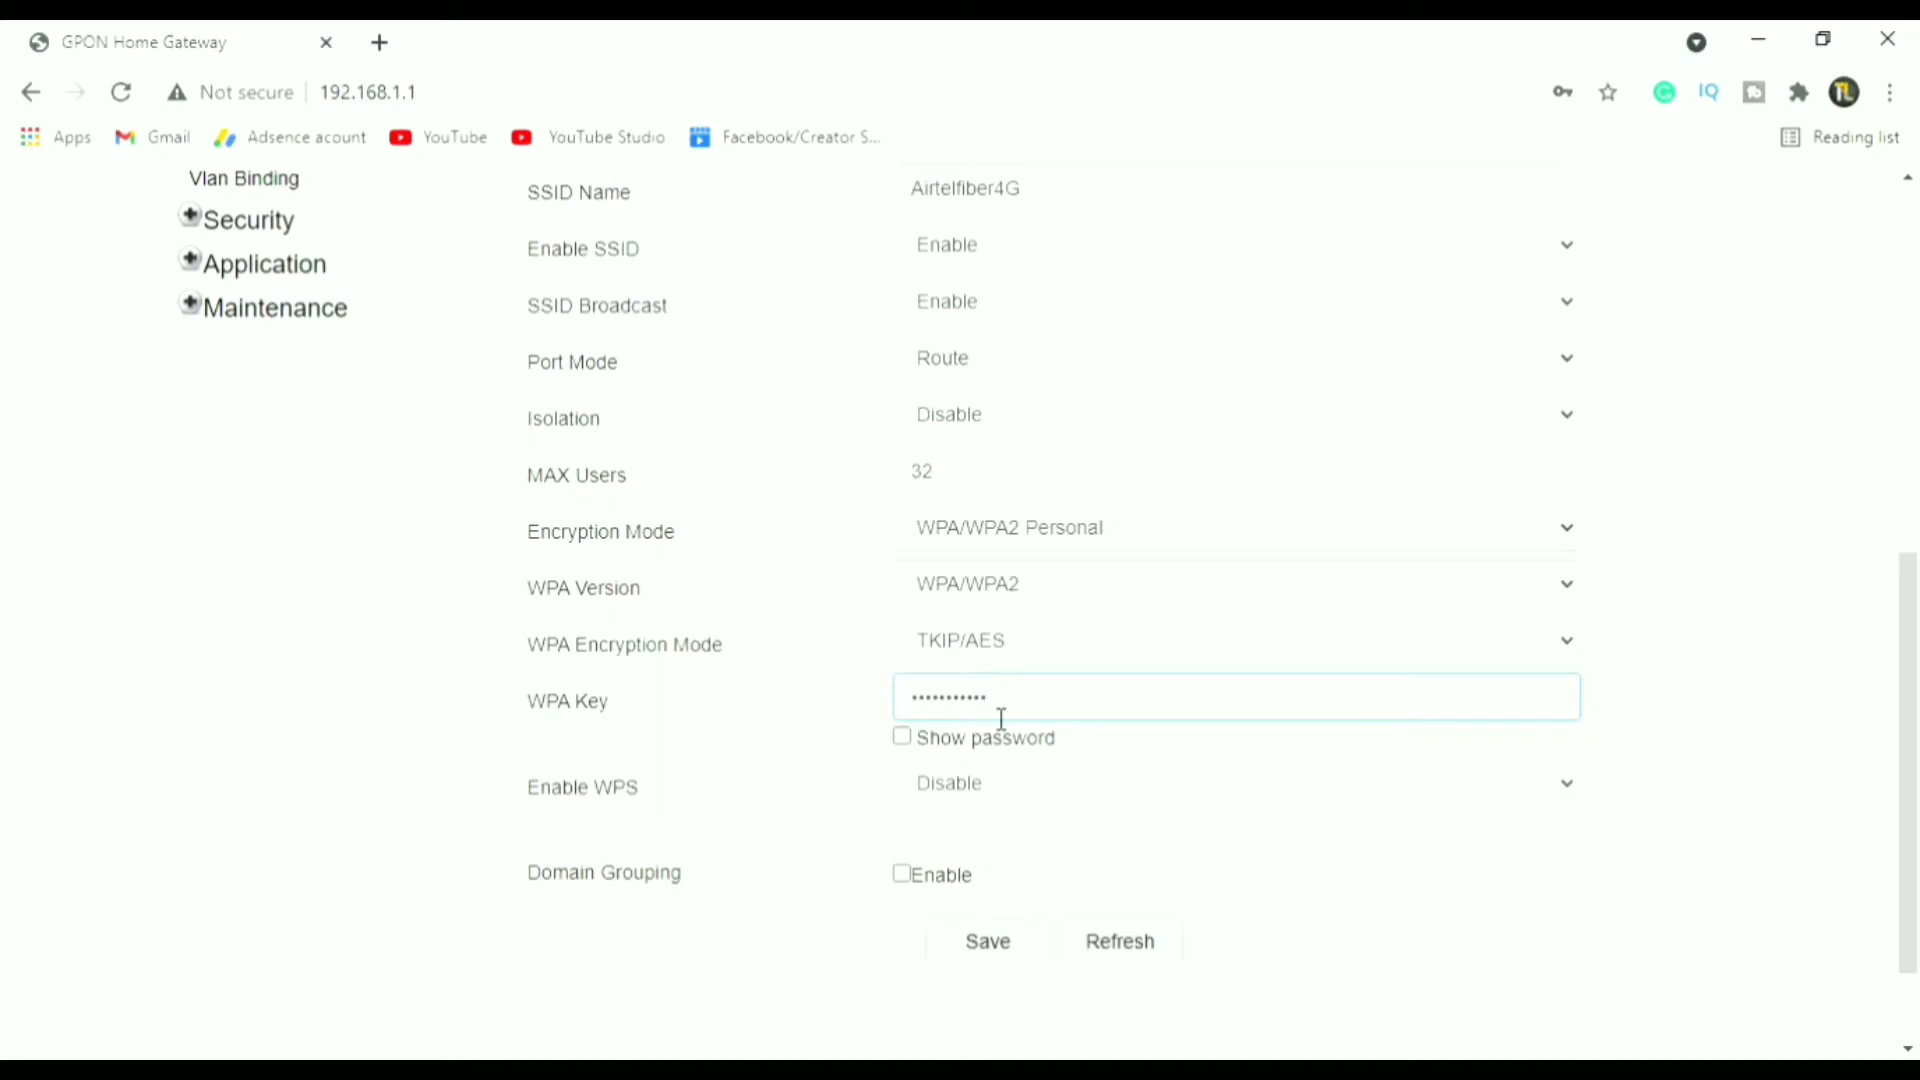 GPON Home Gateway
Not secure 192.168.1.1
IQ
TL
Apps Gmail Adsence acount YouTube YouTube Studio Facebook/Creator S... Reading list
Vlan Binding
Security
Application
Maintenance
SSID Name Airtelfiber4G
Enable SSID Enable
SSID Broadcast Enable
Port Mode Route
Isolation Disable
MAX Users 32
Encryption Mode WPA/WPA2 Personal
WPA Version WPA/WPA2
WPA Encryption Mode TKIP/AES
WPA Key •••••••••••
Show password
Enable WPS Disable
Domain Grouping Enable
Save Refresh